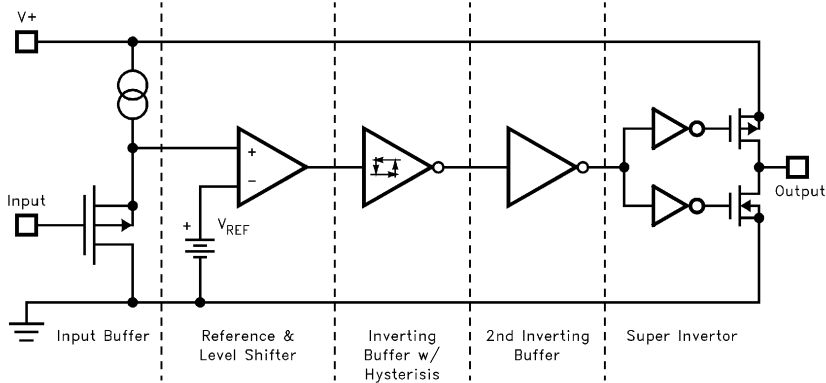 V+
Input
+
−
+
VREF
Output
Input Buffer
Reference &
Level Shifter
Inverting
Buffer w/
Hysterisis
2nd Inverting
Buffer
Super Invertor